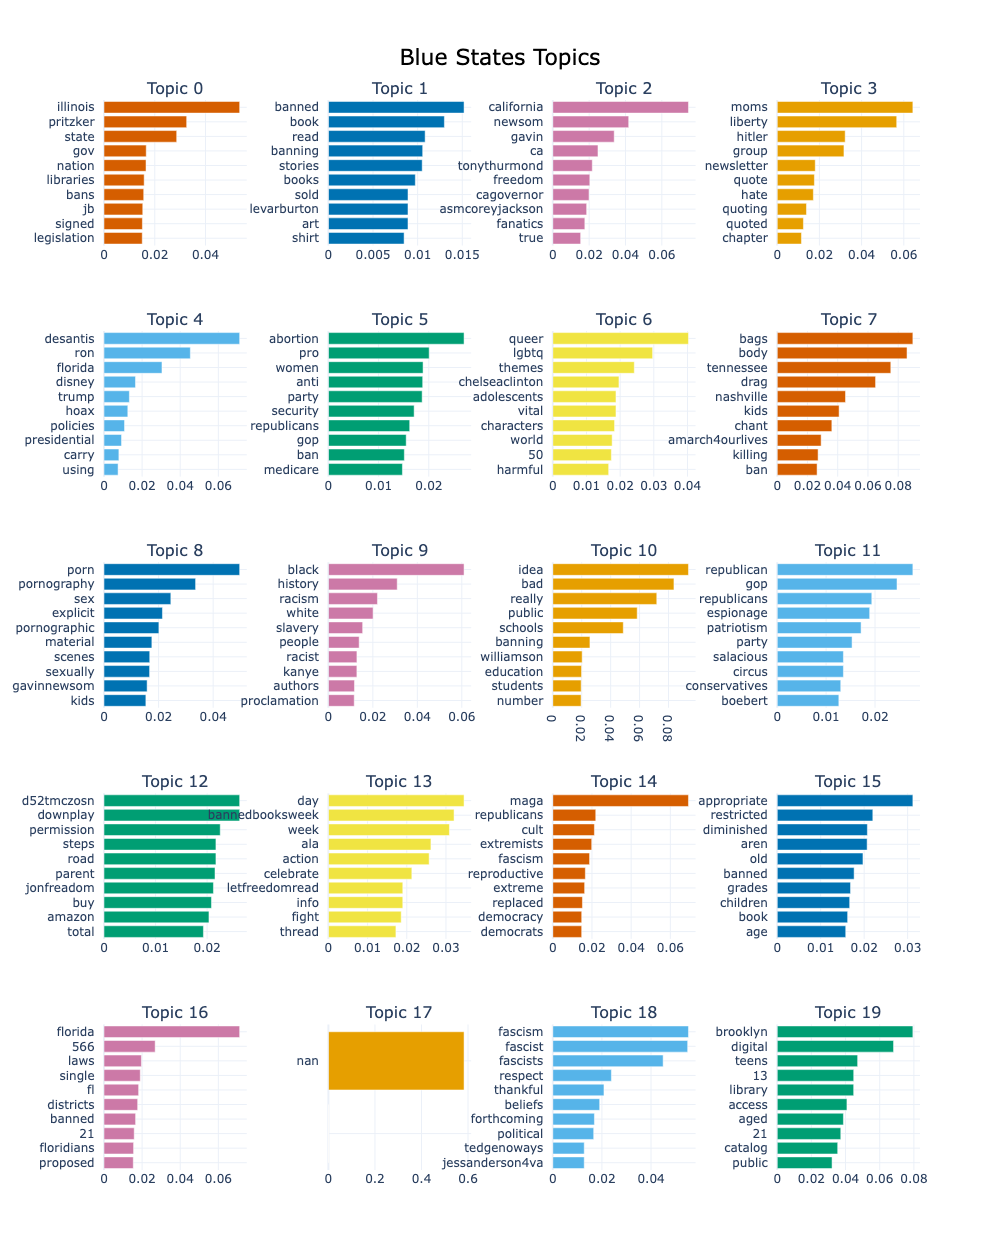 Blue States Topics
Topic 0
illinois
pritzker
state
gov
nation
libraries
bans
jb
signed
legislation
0 0.02 0.04
Topic 1
banned
book
read
banning
stories
books
sold
levarburton
art
shirt
0 0.005 0.01 0.015
Topic 2
california
newsom
gavin
ca
tonythurmond
freedom
cagovernor
asmcoreyjackson
fanatics
true
0 0.02 0.04 0.06
Topic 3
moms
liberty
hitler
group
newsletter
quote
hate
quoting
quoted
chapter
0 0.02 0.04 0.06
Topic 4
desantis
ron
florida
disney
trump
hoax
policies
presidential
carry
using
0 0.02 0.04 0.06
Topic 5
abortion
pro
women
anti
party
security
republicans
gop
ban
medicare
0 0.01 0.02
Topic 6
queer
lgbtq
themes
chelseaclinton
adolescents
vital
characters
world
50
harmful
0 0.01 0.02 0.03 0.04
Topic 7
bags
body
tennessee
drag
nashville
kids
chant
amarch4ourlives
killing
ban
0 0.02 0.04 0.06 0.08
Topic 8
porn
pornography
sex
explicit
pornographic
material
scenes
sexually
gavinnewsom
kids
0 0.02 0.04
Topic 9
black
history
racism
white
slavery
people
racist
kanye
authors
proclamation
0 0.02 0.04 0.06
Topic 10
idea
bad
really
public
schools
banning
williamson
education
students
number
0 0.02 0.04 0.06 0.08
Topic 11
republican
gop
republicans
espionage
patriotism
party
salacious
circus
conservatives
boebert
0 0.01 0.02
Topic 12
d52tmczosn
downplay
permission
steps
road
parent
jonfreadom
buy
amazon
total
0 0.01 0.02
Topic 13
day
bannedbooksweek
week
ala
action
celebrate
letfreedomread
info
fight
thread
0 0.01 0.02 0.03
Topic 14
maga
republicans
cult
extremists
fascism
reproductive
extreme
replaced
democracy
democrats
0 0.02 0.04 0.06
Topic 15
appropriate
restricted
diminished
aren
old
banned
grades
children
book
age
0 0.01 0.02 0.03
Topic 16
florida
566
laws
single
fl
districts
banned
21
floridians
proposed
0 0.02 0.04 0.06
Topic 17
nan
0 0.2 0.4 0.6
Topic 18
fascism
fascist
fascists
respect
thankful
beliefs
forthcoming
political
tedgenoways
jessanderson4va
0 0.02 0.04
Topic 19
brooklyn
digital
teens
13
library
access
aged
21
catalog
public
0 0.02 0.04 0.06 0.08